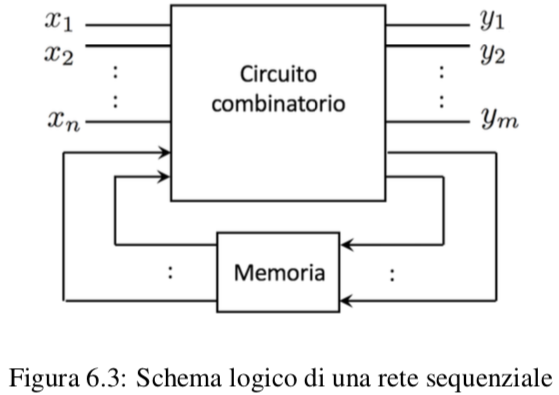 x1
x2
:
:
xn
Circuito
combinatorio
y1
y2
:
:
ym
:
Memoria
:
Figura 6.3: Schema logico di una rete sequenziale